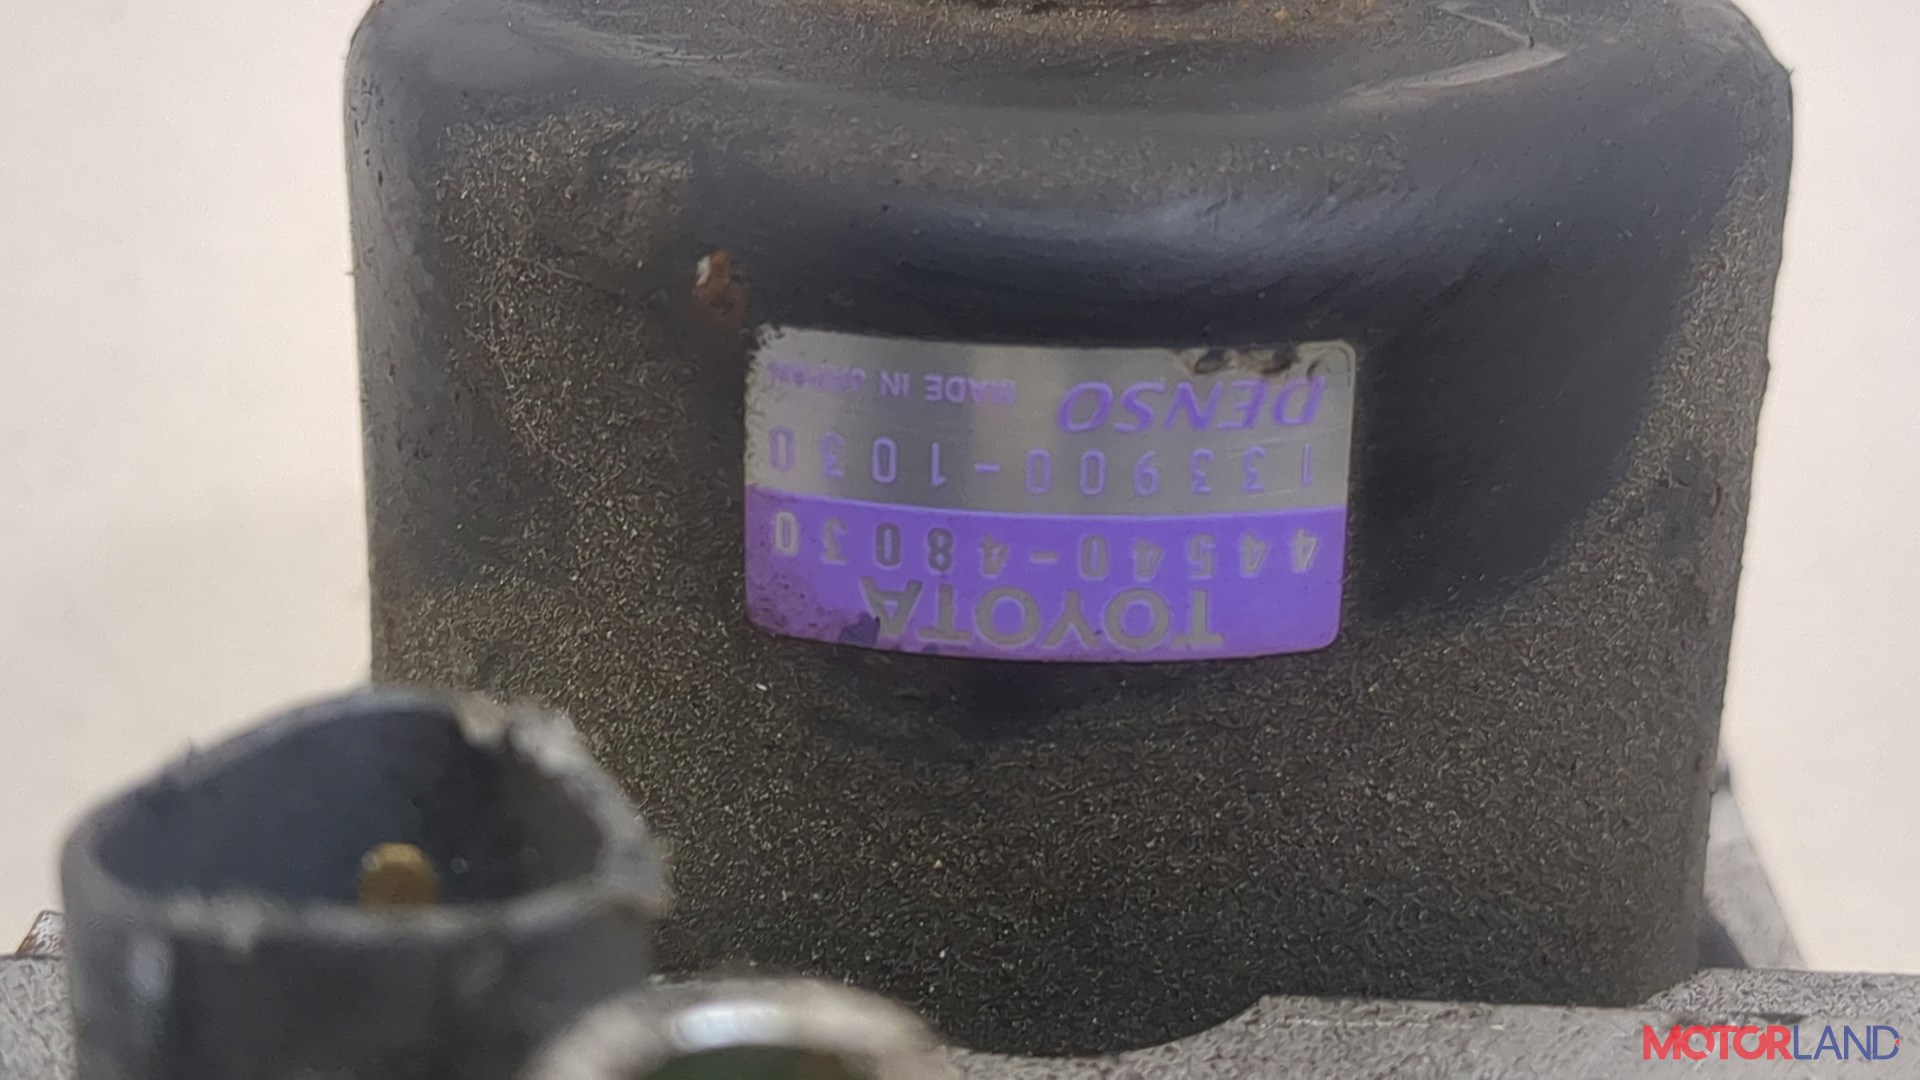 TOYOTA
44540-48030
133900-1030
DENSO MADE IN JAPAN
MOTORLAND